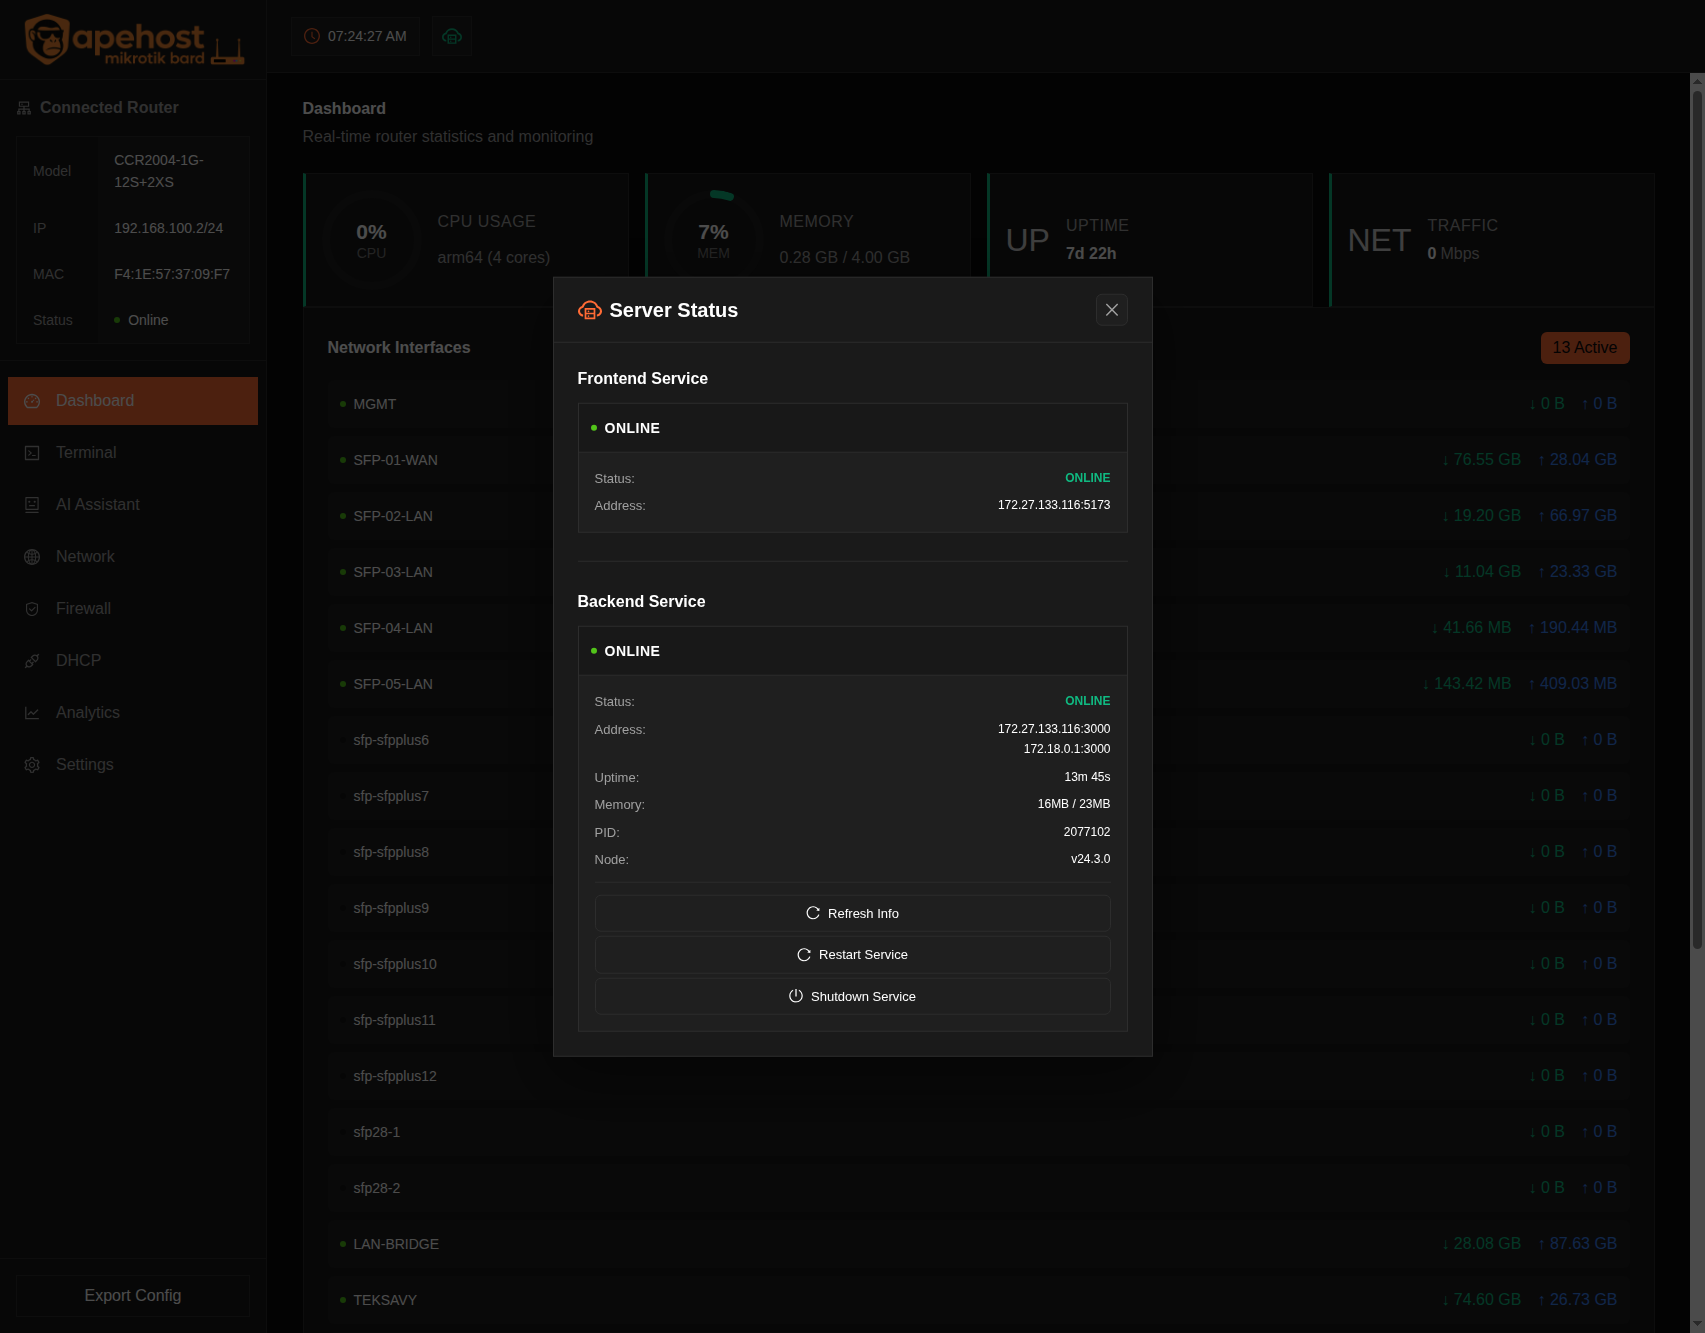 apehost
mikrotik bard
07:24:27 AM
Connected Router
Model CCR2004-1G-
12S+2XS
IP 192.168.100.2/24
MAC F4:1E:57:37:09:F7
Status Online
Dashboard
Terminal
AI Assistant
Network
Firewall
DHCP
Analytics
Settings
Export Config
Dashboard
Real-time router statistics and monitoring
0%
CPU
CPU USAGE
arm64 (4 cores)
7%
MEM
MEMORY
0.28 GB / 4.00 GB
UP
UPTIME
7d 22h
NET
TRAFFIC
0 Mbps
Network Interfaces 13 Active
MGMT ↓ 0 B ↑ 0 B
SFP-01-WAN ↓ 76.55 GB ↑ 28.04 GB
SFP-02-LAN ↓ 19.20 GB ↑ 66.97 GB
SFP-03-LAN ↓ 11.04 GB ↑ 23.33 GB
SFP-04-LAN ↓ 41.66 MB ↑ 190.44 MB
SFP-05-LAN ↓ 143.42 MB ↑ 409.03 MB
sfp-sfpplus6 ↓ 0 B ↑ 0 B
sfp-sfpplus7 ↓ 0 B ↑ 0 B
sfp-sfpplus8 ↓ 0 B ↑ 0 B
sfp-sfpplus9 ↓ 0 B ↑ 0 B
sfp-sfpplus10 ↓ 0 B ↑ 0 B
sfp-sfpplus11 ↓ 0 B ↑ 0 B
sfp-sfpplus12 ↓ 0 B ↑ 0 B
sfp28-1 ↓ 0 B ↑ 0 B
sfp28-2 ↓ 0 B ↑ 0 B
LAN-BRIDGE ↓ 28.08 GB ↑ 87.63 GB
TEKSAVY ↓ 74.60 GB ↑ 26.73 GB
Server Status
Frontend Service
ONLINE
Status: ONLINE
Address: 172.27.133.116:5173
Backend Service
ONLINE
Status: ONLINE
Address: 172.27.133.116:3000
172.18.0.1:3000
Uptime: 13m 45s
Memory: 16MB / 23MB
PID: 2077102
Node: v24.3.0
Refresh Info
Restart Service
Shutdown Service